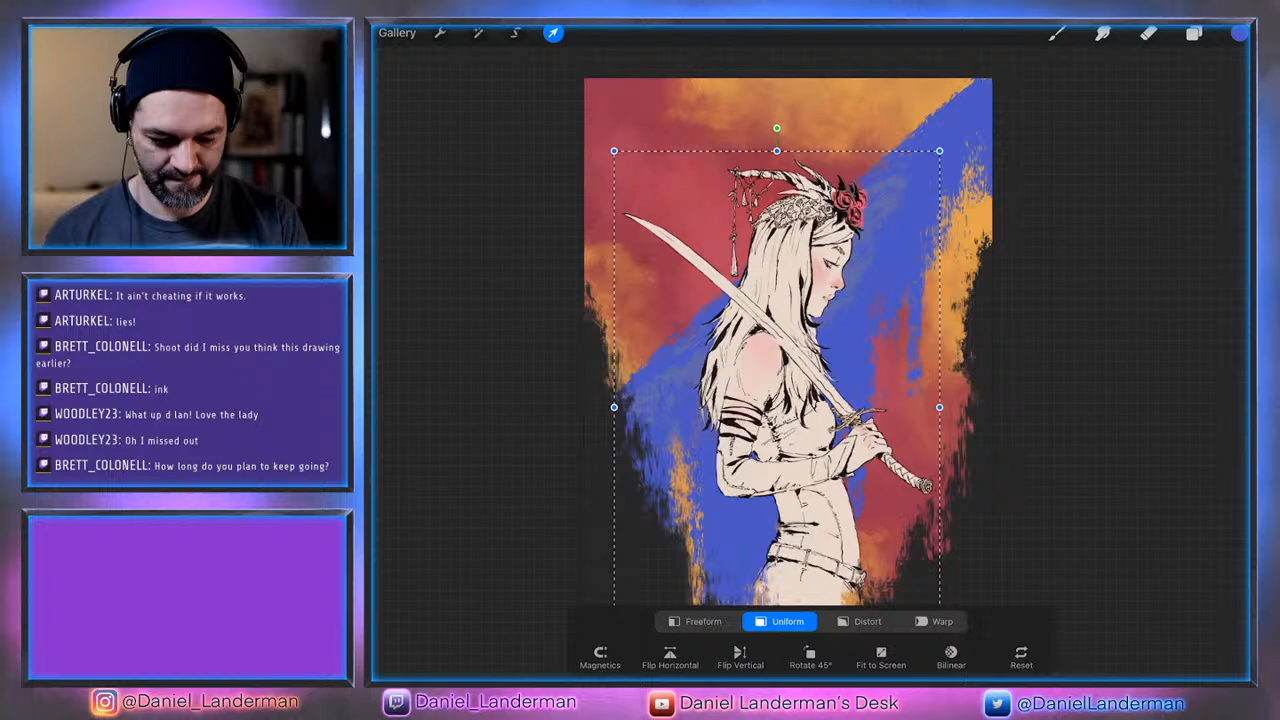 Gallery
ARTURKEL: It ain't cheating if it works.
ARTURKEL: lies!
BRETT_COLONELL: Shoot did I miss you think this drawing
earlier?
BRETT_COLONELL: ink
WOODLEY23: What up d lan! Love the lady
WOODLEY23: Oh I missed out
BRETT_COLONELL: How long do you plan to keep going?
Freeform
Uniform
Distort
Warp
Magnetics
Flip Horizontal
Flip Vertical
Rotate 45°
Fit to Screen
Bilinear
Reset
@Daniel_Landerman
Daniel_Landerman
Daniel Landerman's Desk
@DanielLanderman